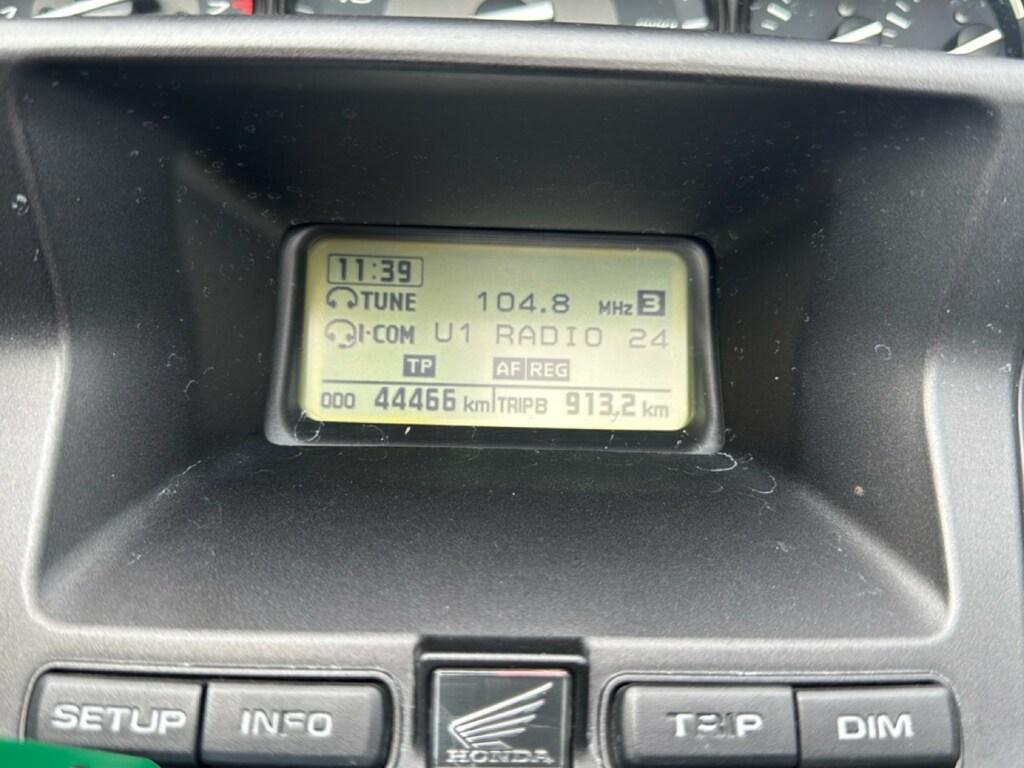 11:39
TUNE 104.8 MHz 3
I·COM U1 RADIO 24
TP AF REG
ODO 44466 km TRIPB 913,2 km
SETUP INFO TRIP DIM
HONDA